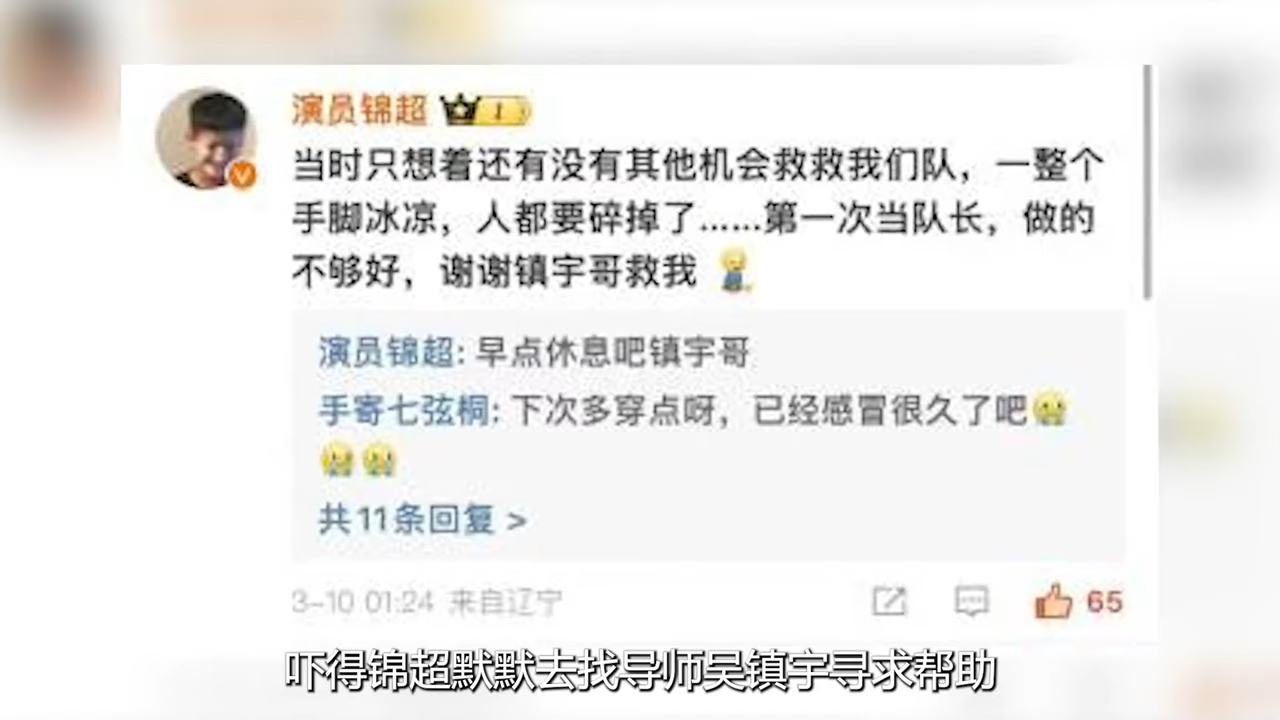 演员锦超 1
当时只想着还有没有其他机会救救我们队，一整个
手脚冰凉，人都要碎掉了……第一次当队长，做的
不够好，谢谢镇宇哥救我
演员锦超: 早点休息吧镇宇哥
手寄七弦桐: 下次多穿点呀，已经感冒很久了吧
共11条回复 >
3-10 01:24 来自辽宁
65
吓得锦超默默去找导师吴镇宇寻求帮助